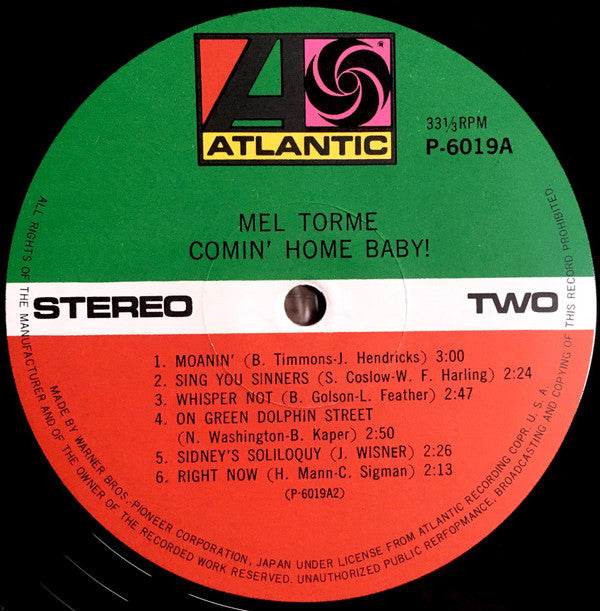 ATLANTIC
33⅓RPM
P-6019A
MEL TORME
COMIN' HOME BABY!
STEREO
TWO
1. MOANIN' (B. Timmons-J. Hendricks) 3:00
2. SING YOU SINNERS (S. Coslow-W. F. Harling) 2:24
3. WHISPER NOT (B. Golson-L. Feather) 2:47
4. ON GREEN DOLPHIN STREET
(N. Washington-B. Kaper) 2:50
5. SIDNEY'S SOLILOQUY (J. WISNER) 2:26
6. RIGHT NOW (H. Mann-C. Sigman) 2:13
(P-6019A2)
MADE BY WARNER BROS., PIONEER CORPORATION, JAPAN UNDER LICENSE FROM ATLANTIC RECORDING COPR. U. S. A.
ALL RIGHTS OF THE MANUFACTURER AND OF THE OWNER OF THE RECORDED WORK RESERVED. UNAUTHORIZED PUBLIC RERFOPMANCE, BROADCASTING AND COPYING OF THIS RECORD PROHIBITED.